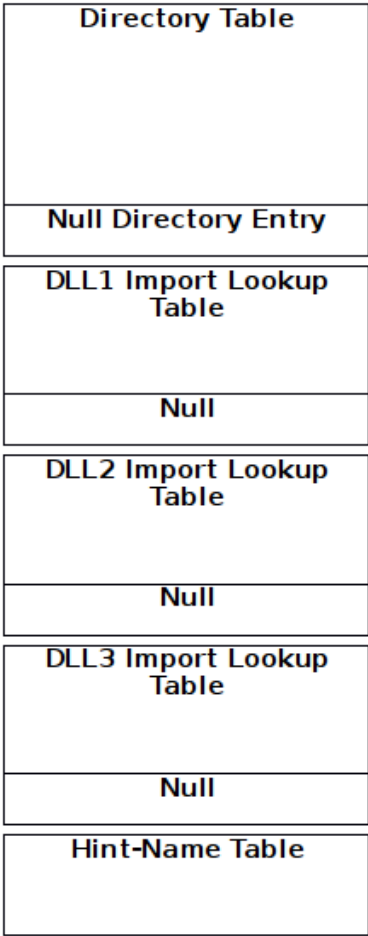 Directory Table
Null Directory Entry
DLL1 Import Lookup
Table
Null
DLL2 Import Lookup
Table
Null
DLL3 Import Lookup
Table
Null
Hint-Name Table